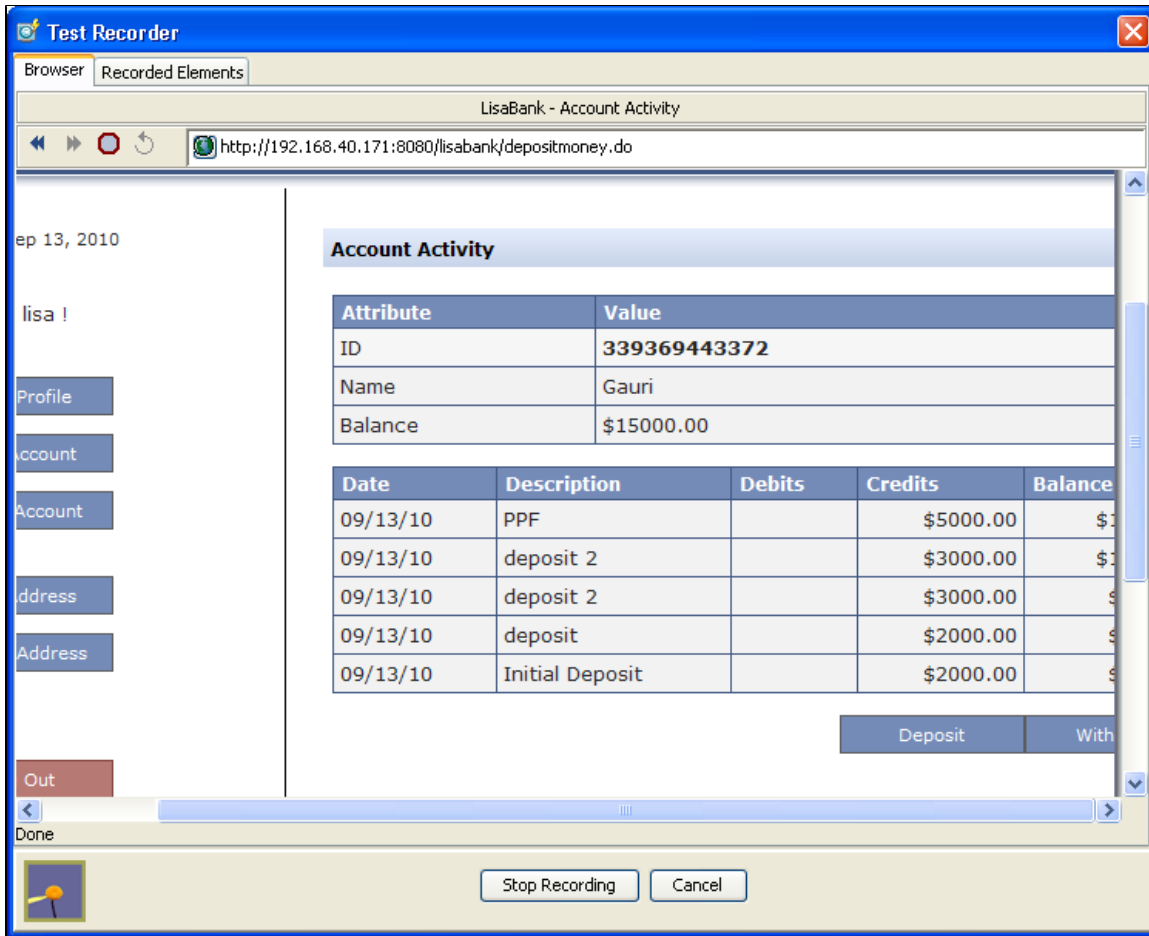 Test Recorder
Browser Recorded Elements
LisaBank - Account Activity
http://192.168.40.171:8080/lisabank/depositmoney.do
ep 13, 2010
lisa !
Profile
Account
Account
Address
Address
Out
Account Activity
Attribute Value
ID 339369443372
Name Gauri
Balance $15000.00
Date Description Debits Credits Balance
09/13/10 PPF $5000.00 $1
09/13/10 deposit 2 $3000.00 $1
09/13/10 deposit 2 $3000.00 $
09/13/10 deposit $2000.00 $
09/13/10 Initial Deposit $2000.00 $
Deposit With
Done
Stop Recording Cancel